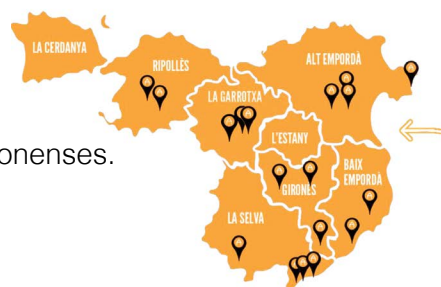 LA CERDANYA
RIPOLLÈS
ALT EMPORDÀ
LA GARROTXA
L'ESTANY
onenses.
BAIX
EMPORDÀ
GIRONÈS
LA SELVA